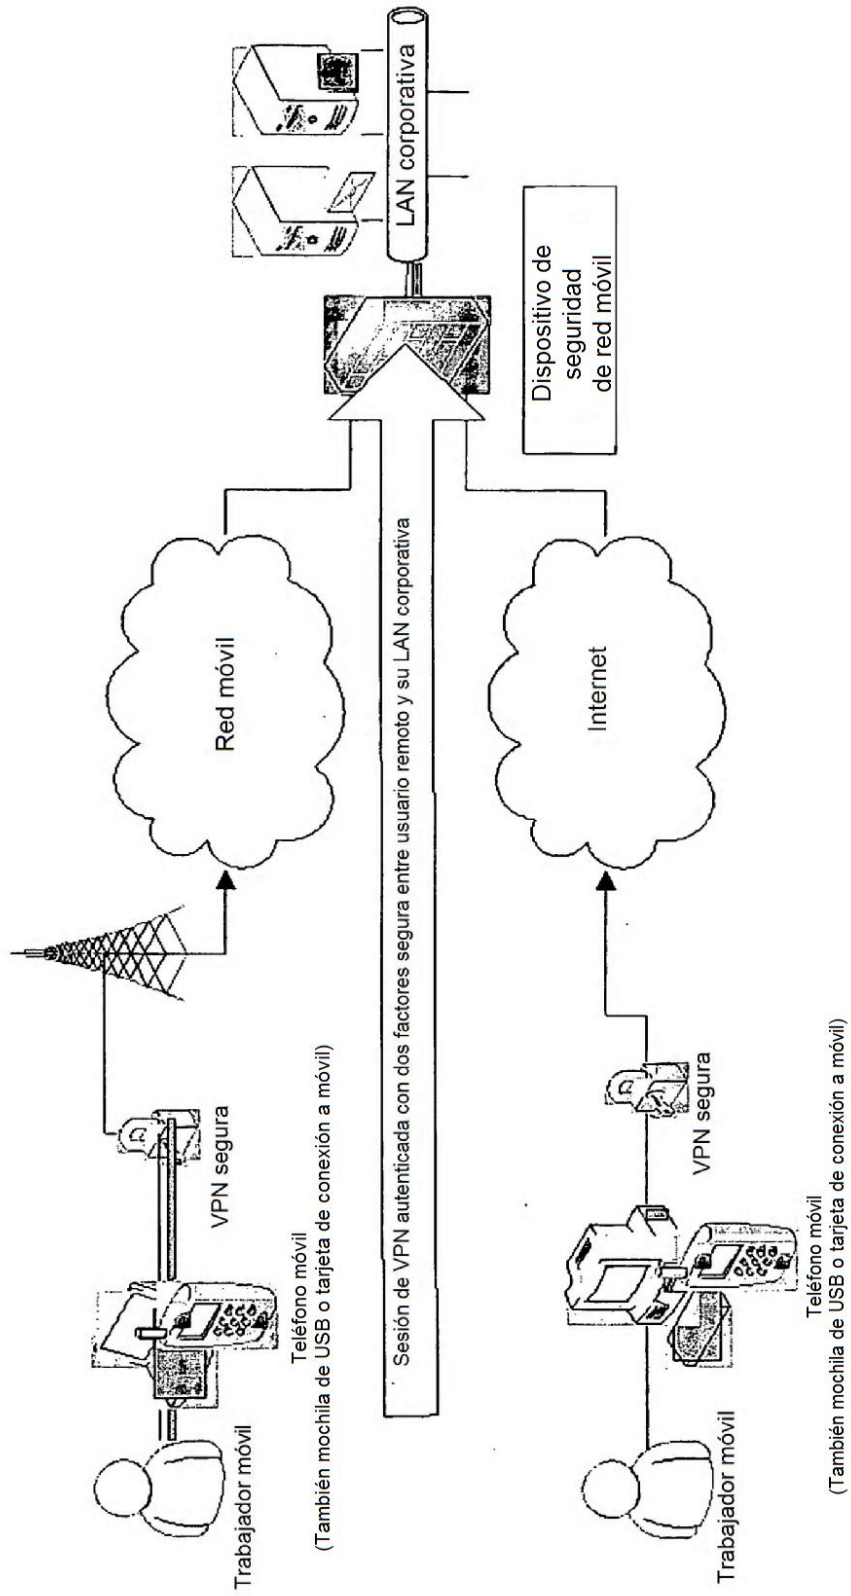 Trabajador móvil
Teléfono móvil
(También mochila de USB o tarjeta de conexión a móvil)
VPN segura
Red móvil
Sesión de VPN autenticada con dos factores segura entre usuario remoto y su LAN corporativa
LAN corporativa
Dispositivo de
seguridad
de red móvil
Trabajador móvil
Teléfono móvil
(También mochila de USB o tarjeta de conexión a móvil)
VPN segura
Internet